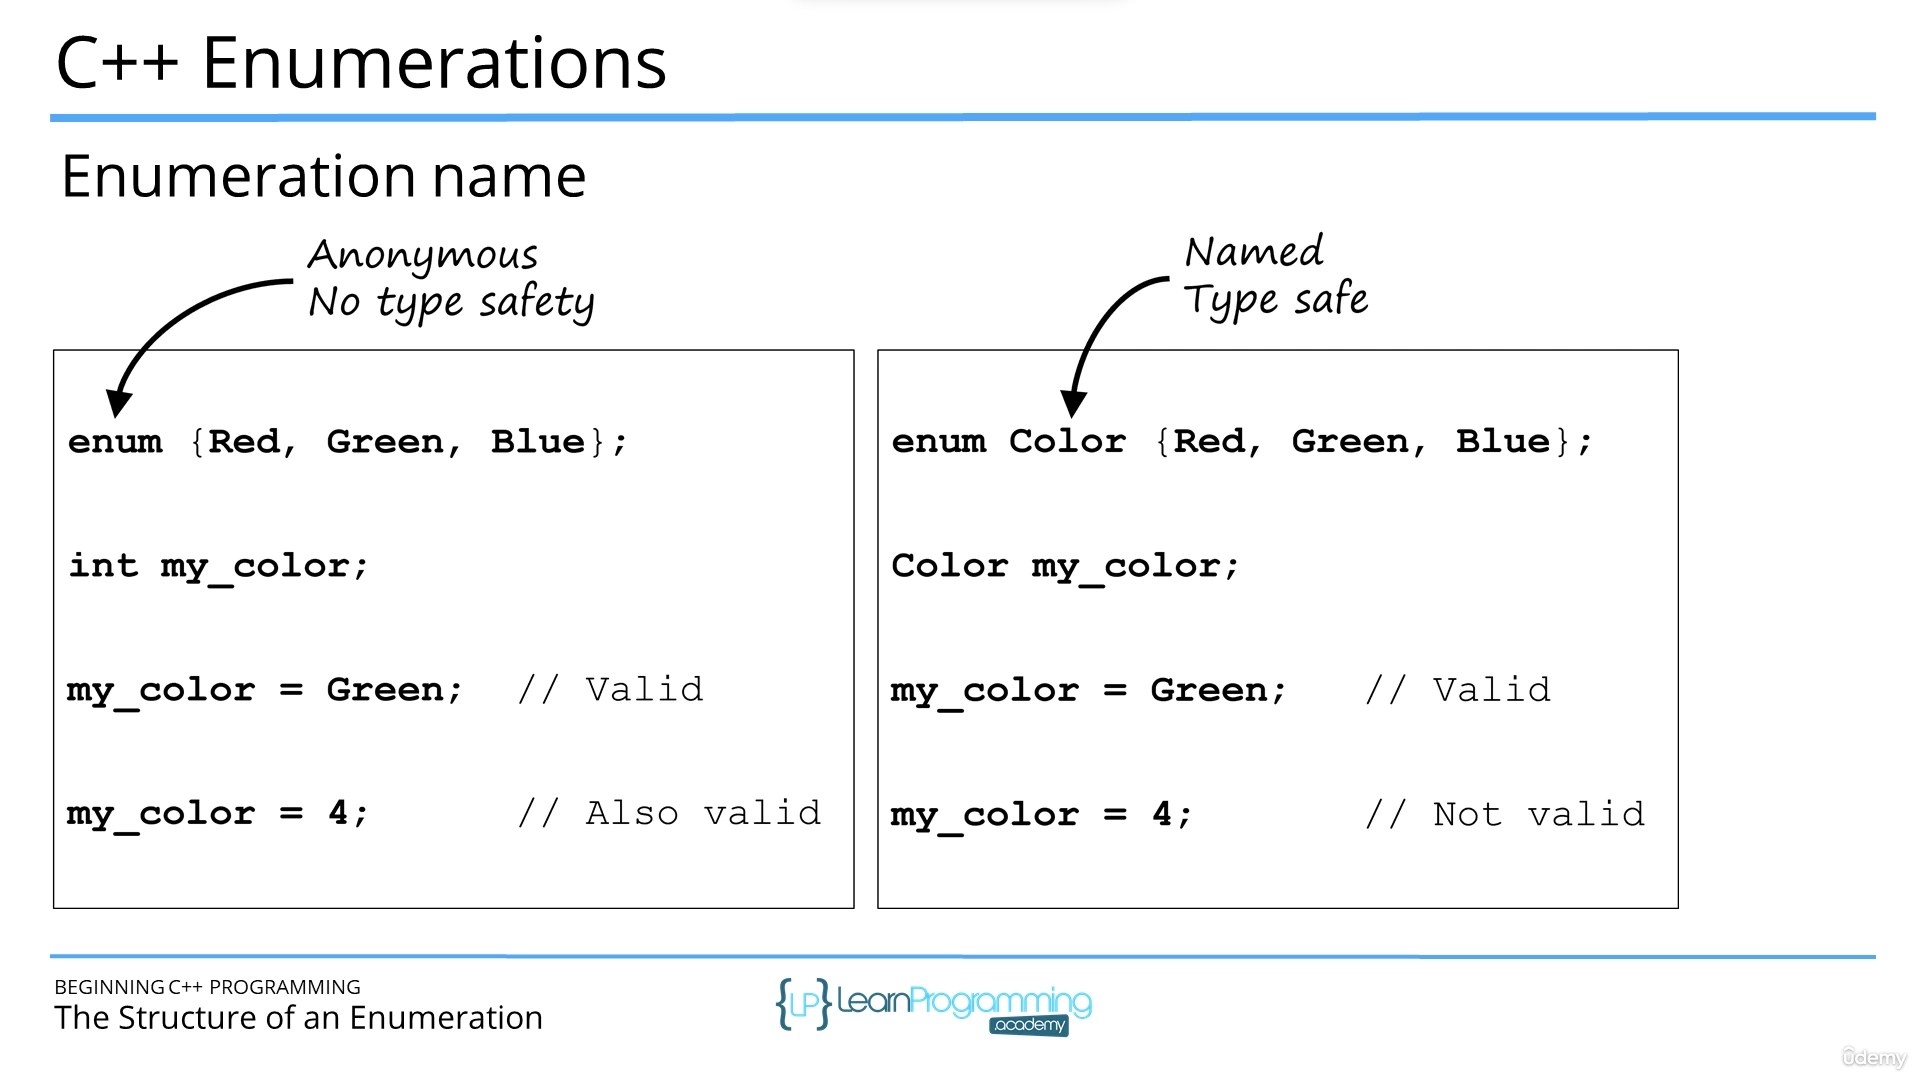 C++ Enumerations
Enumeration name
Anonymous
No type safety
enum {Red, Green, Blue};
int my_color;
my_color = Green; // Valid
my_color = 4; // Also valid
Named
Type safe
enum Color {Red, Green, Blue};
Color my_color;
my_color = Green; // Valid
my_color = 4; // Not valid
BEGINNING C++ PROGRAMMING
The Structure of an Enumeration
{LP} LearnProgramming
.academy
ûdemy